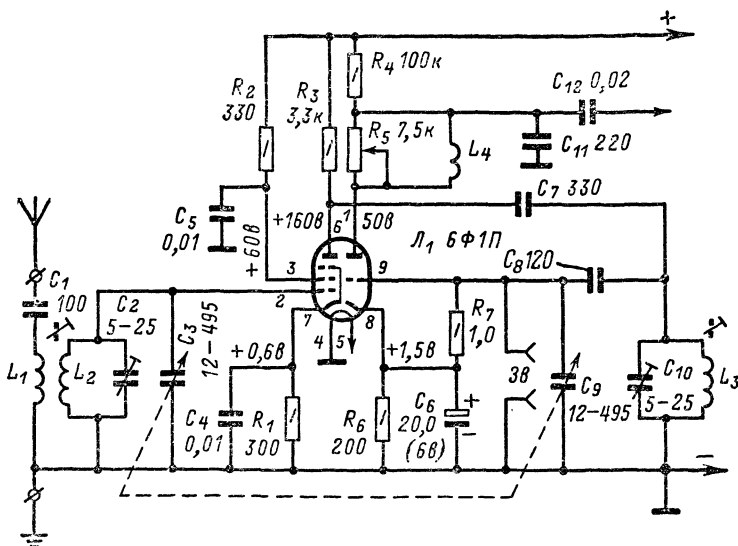 +
R4 100к
R2
330
R3
3,3к
C12 0,02
R5 7,5к
L4
C11 220
C7 330
C5
0,01
+160в
1
50в
6
Л1 6Ф1П
+60в
C8 120
3
9
2
C1
100
C2
5-25
C3
12-495
7
8
4
5
R7
1,0
L1
L2
+0,6в
+1,5в
Зв
C9
12-495
C10
5-25
L3
C4
0,01
R1
300
R6
200
C6
20,0
(6в)
+
−
−